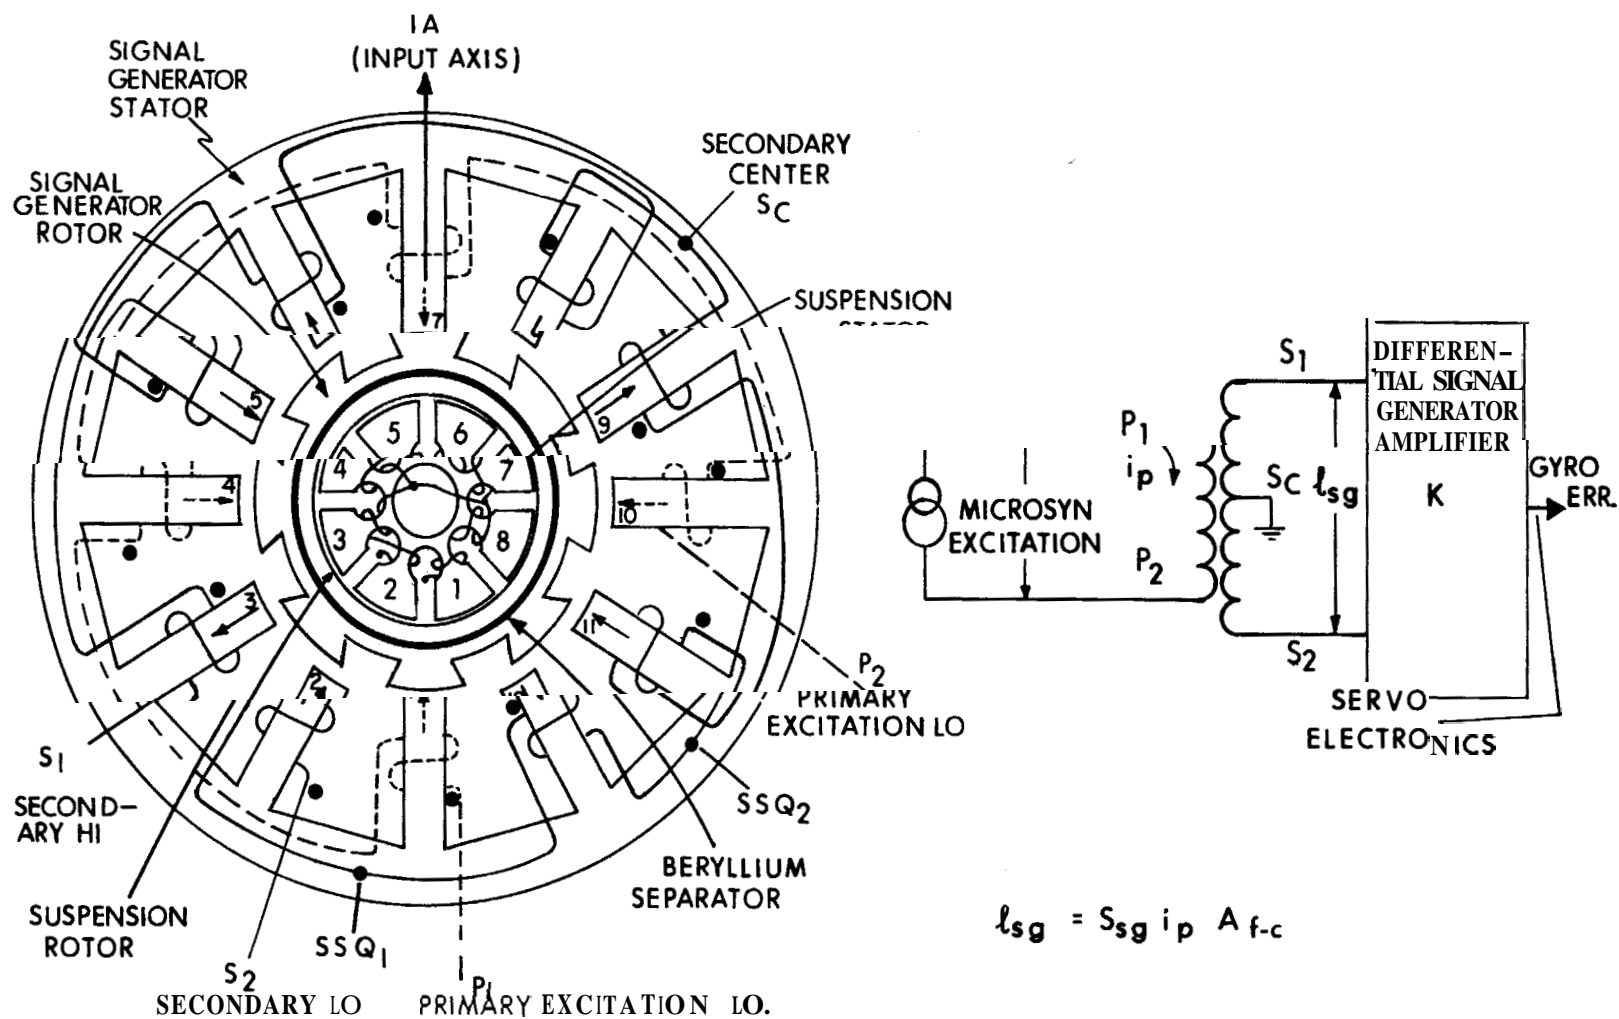 IA
(INPUT AXIS)
SIGNAL
GENERATOR
STATOR
SIGNAL
GENERATOR
ROTOR
SECONDARY
CENTER
SC
SUSPENSION
7
5
9
4
10
3
11
2
5 6
4 7
3 8
2 1
P2
PRIMARY
EXCITATION LO
S1
SECOND-
ARY HI
SSQ2
BERYLLIUM
SEPARATOR
SUSPENSION
ROTOR
SSQ1
S2
SECONDARY LO
P1
PRIMARY EXCITATION LO.
MICROSYN
EXCITATION
P1
ip
P2
S1
SC ℓsg
S2
DIFFEREN-
TIAL SIGNAL
GENERATOR
AMPLIFIER
K
GYRO
ERR.
SERVO
ELECTRONICS
ℓsg = Ssg ip A f-c